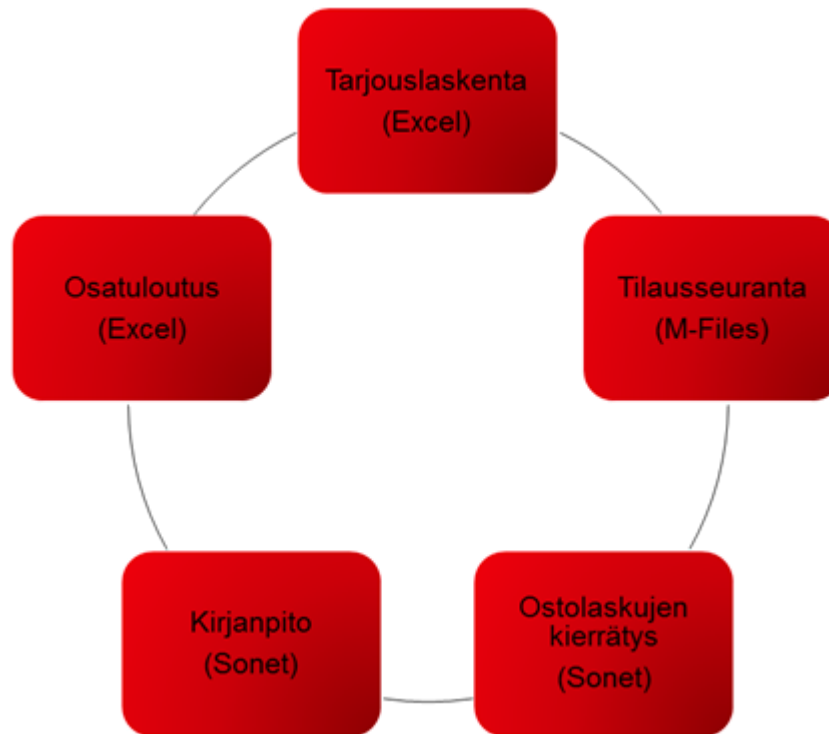 Tarjouslaskenta
(Excel)
Tilausseuranta
(M-Files)
Ostolaskujen
kierrätys
(Sonet)
Kirjanpito
(Sonet)
Osatuloutus
(Excel)